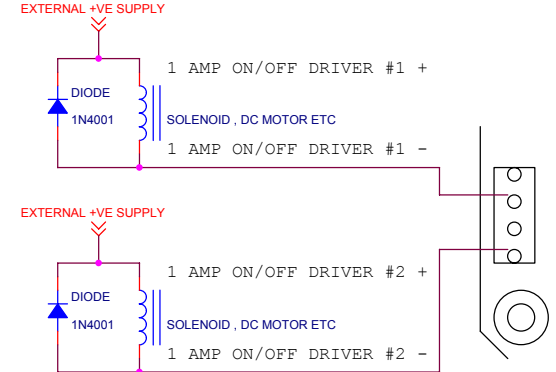 EXTERNAL +VE SUPPLY
1 AMP ON/OFF DRIVER #1 +
DIODE
1N4001
SOLENOID , DC MOTOR ETC
1 AMP ON/OFF DRIVER #1 -
EXTERNAL +VE SUPPLY
1 AMP ON/OFF DRIVER #2 +
DIODE
1N4001
SOLENOID , DC MOTOR ETC
1 AMP ON/OFF DRIVER #2 -